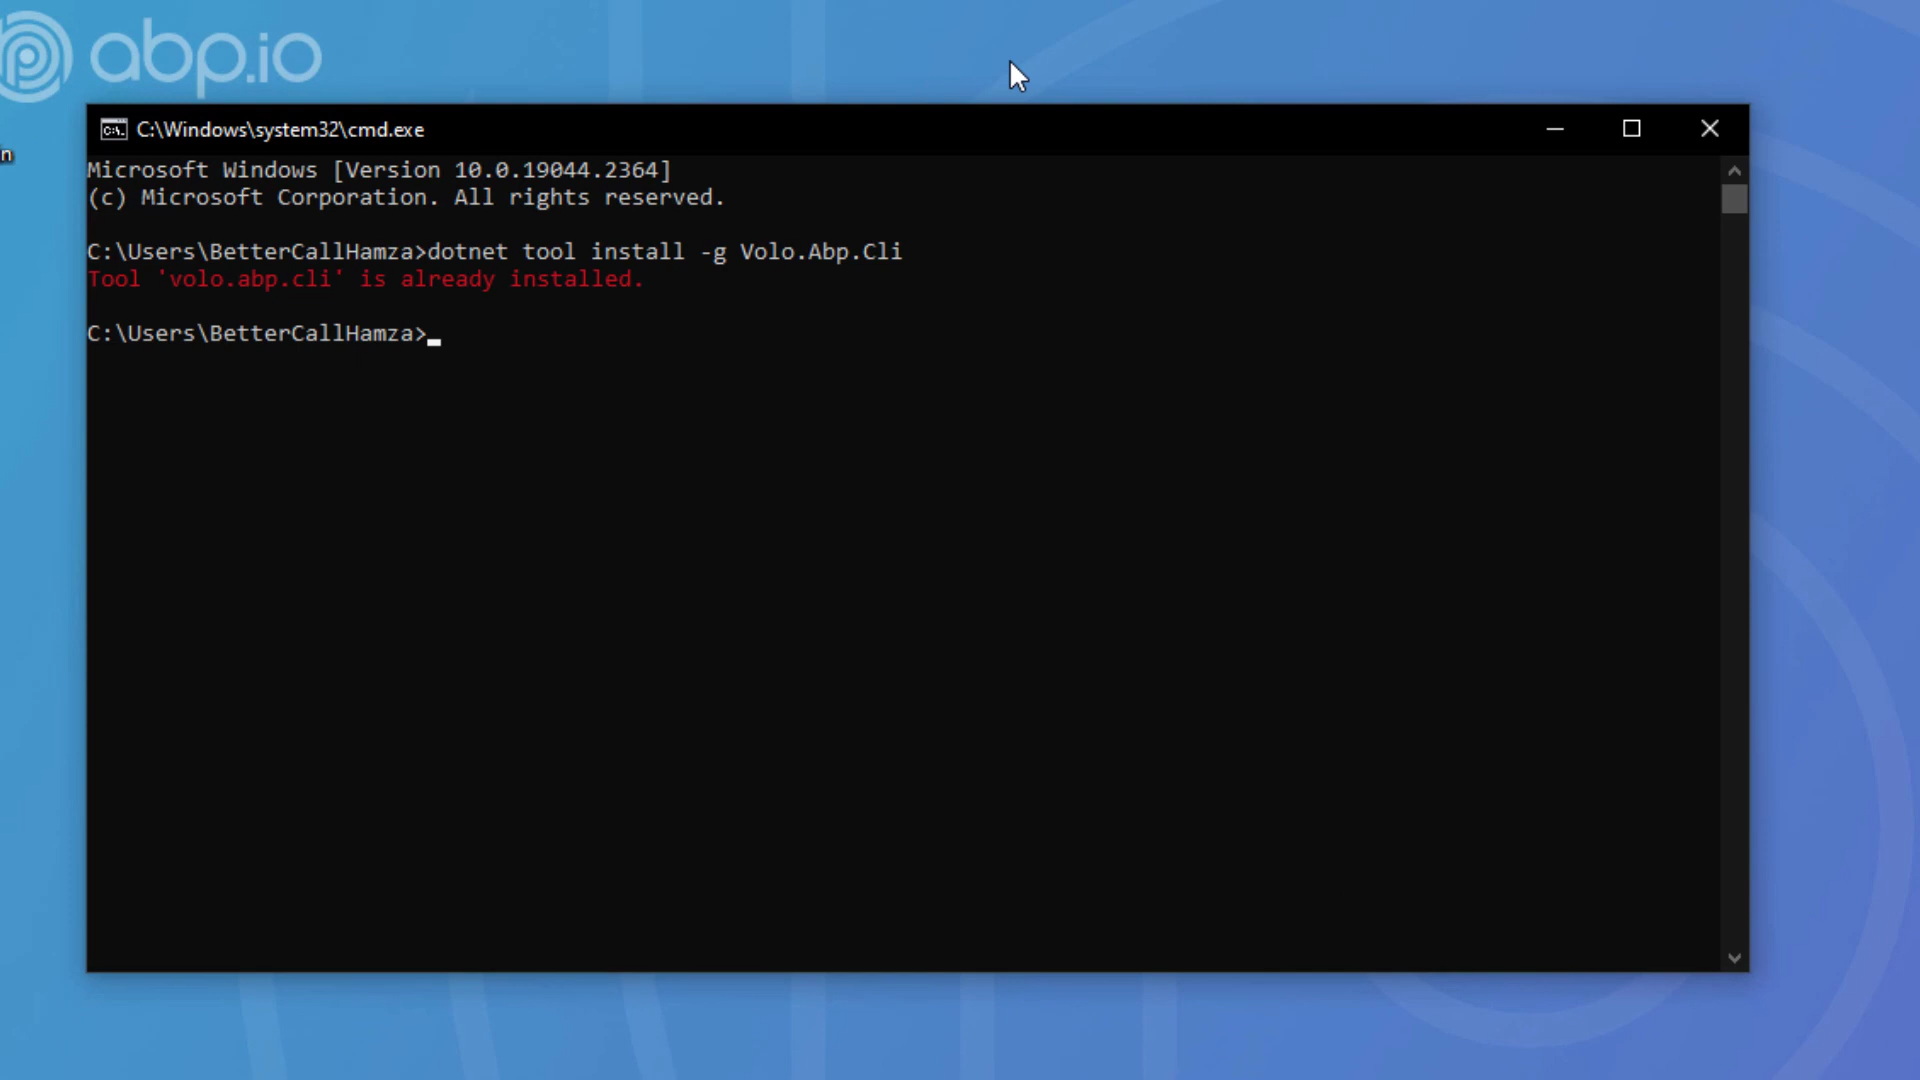 abp.io
n
C:\Windows\system32\cmd.exe
Microsoft Windows [Version 10.0.19044.2364]
(c) Microsoft Corporation. All rights reserved.
C:\Users\BetterCallHamza>dotnet tool install -g Volo.Abp.Cli
Tool 'volo.abp.cli' is already installed.
C:\Users\BetterCallHamza>